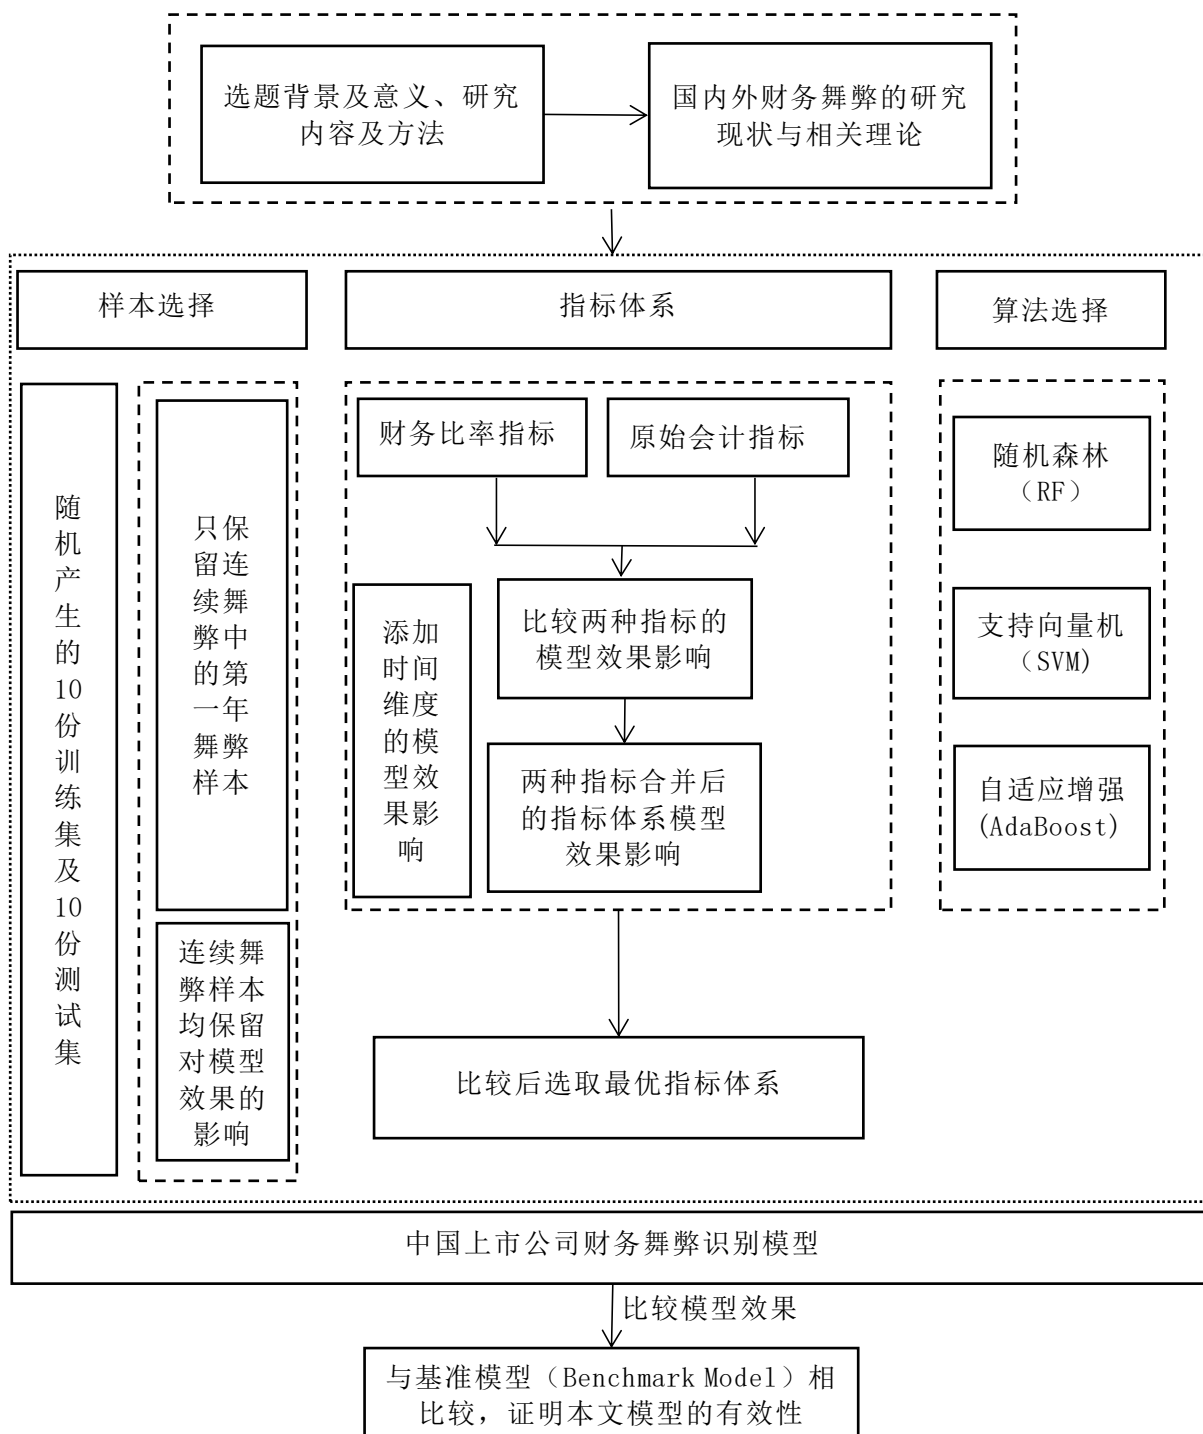 选题背景及意义、研究
内容及方法
国内外财务舞弊的研究
现状与相关理论
样本选择
指标体系
算法选择
随
机
产
生
的
10
份
训
练
集
及
10
份
测
试
集
只保
留连
续舞
弊中
的第
一年
舞弊
样本
连续舞
弊样本
均保留
对模型
效果的
影响
财务比率指标
原始会计指标
添加
时间
维度
的模
型效
果影
响
比较两种指标的
模型效果影响
两种指标合并后
的指标体系模型
效果影响
比较后选取最优指标体系
随机森林
（RF）
支持向量机
（SVM)
自适应增强
(AdaBoost)
中国上市公司财务舞弊识别模型
比较模型效果
与基准模型（Benchmark Model）相
比较，证明本文模型的有效性